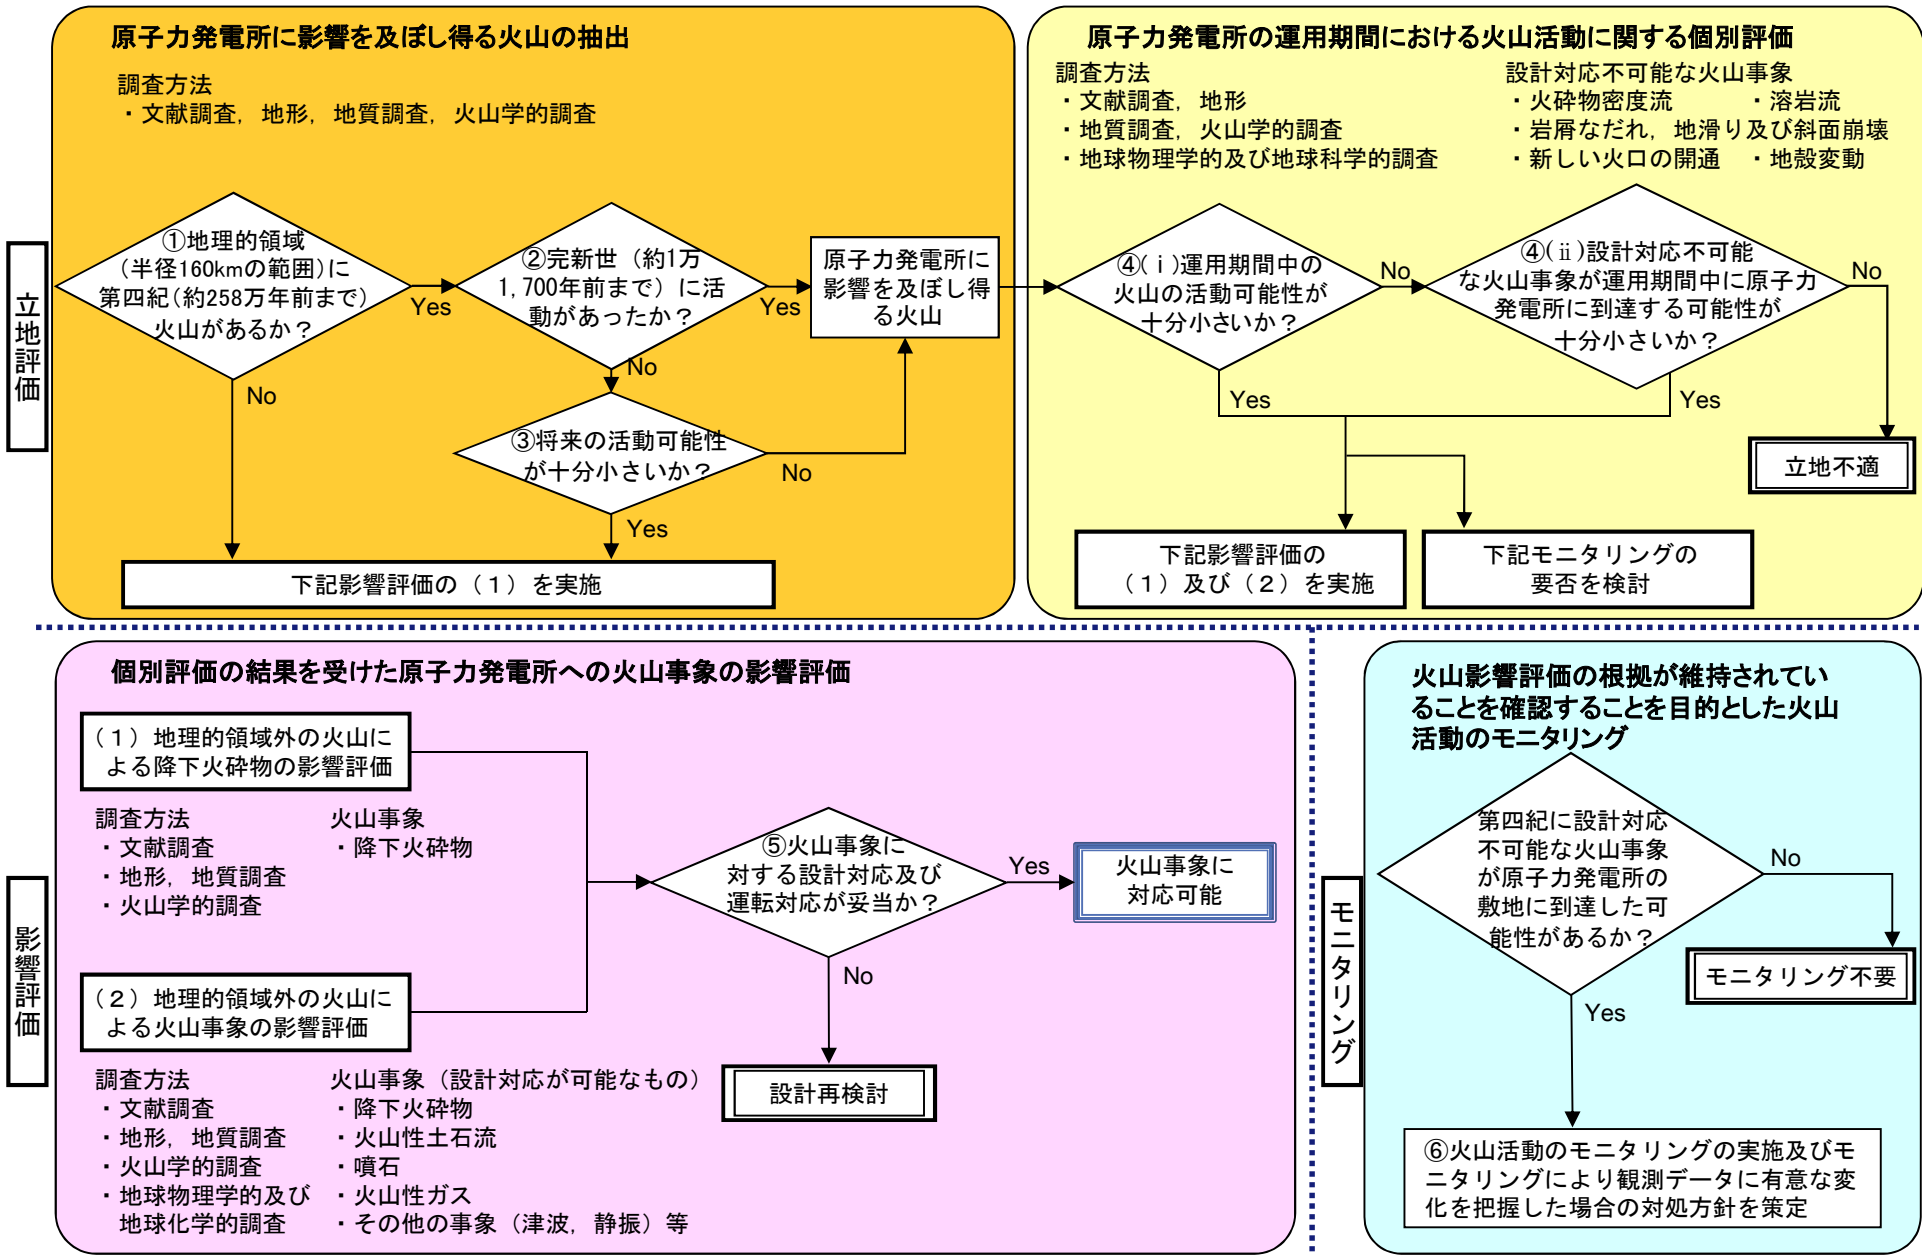 原子力発電所に影響を及ぼし得る火山の抽出
調査方法
・文献調査，地形，地質調査，火山学的調査
立地評価
①地理的領域
（半径160kmの範囲）に
第四紀（約258万年前まで）
火山があるか？
Yes
No
②完新世（約1万
1,700年前まで）に活
動があったか？
Yes
No
③将来の活動可能性
が十分小さいか？
No
Yes
原子力発電所に
影響を及ぼし得
る火山
下記影響評価の（１）を実施
原子力発電所の運用期間における火山活動に関する個別評価
調査方法
・文献調査，地形
・地質調査，火山学的調査
・地球物理学的及び地球科学的調査
設計対応不可能な火山事象
・火砕物密度流　・溶岩流
・岩屑なだれ，地滑り及び斜面崩壊
・新しい火口の開通　・地殻変動
④(ⅰ)運用期間中の
火山の活動可能性が
十分小さいか？
No
Yes
④(ⅱ)設計対応不可能
な火山事象が運用期間中に原子力
発電所に到達する可能性が
十分小さいか？
No
Yes
立地不適
下記影響評価の
（１）及び（２）を実施
下記モニタリングの
要否を検討
個別評価の結果を受けた原子力発電所への火山事象の影響評価
影響評価
（１）地理的領域外の火山に
よる降下火砕物の影響評価
調査方法
・文献調査
・地形，地質調査
・火山学的調査
火山事象
・降下火砕物
（２）地理的領域外の火山に
よる火山事象の影響評価
調査方法
・文献調査
・地形，地質調査
・火山学的調査
・地球物理学的及び
地球化学的調査
火山事象（設計対応が可能なもの）
・降下火砕物
・火山性土石流
・噴石
・火山性ガス
・その他の事象（津波，静振）等
⑤火山事象に
対する設計対応及び
運転対応が妥当か？
Yes
No
火山事象に
対応可能
設計再検討
モニタリング
火山影響評価の根拠が維持されてい
ることを確認することを目的とした火山
活動のモニタリング
第四紀に設計対応
不可能な火山事象
が原子力発電所の
敷地に到達した可
能性があるか？
No
Yes
モニタリング不要
⑥火山活動のモニタリングの実施及びモ
ニタリングにより観測データに有意な変
化を把握した場合の対処方針を策定